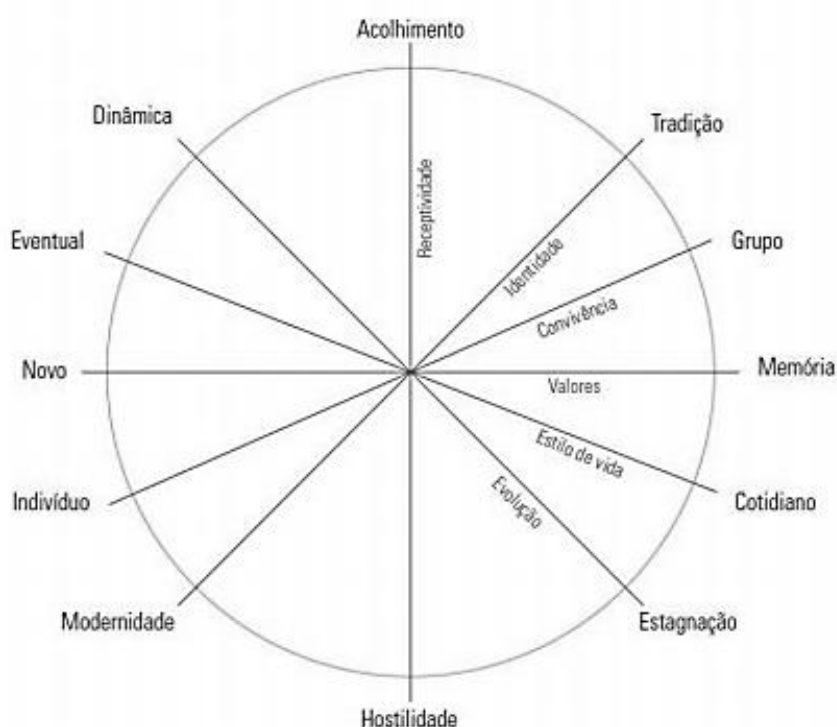 Acolhimento
Dinâmica
Tradição
Receptividade
Eventual
Identidade
Grupo
Convivência
Novo
Memória
Valores
Estilo de vida
Evolução
Indivíduo
Cotidiano
Modernidade
Estagnação
Hostilidade